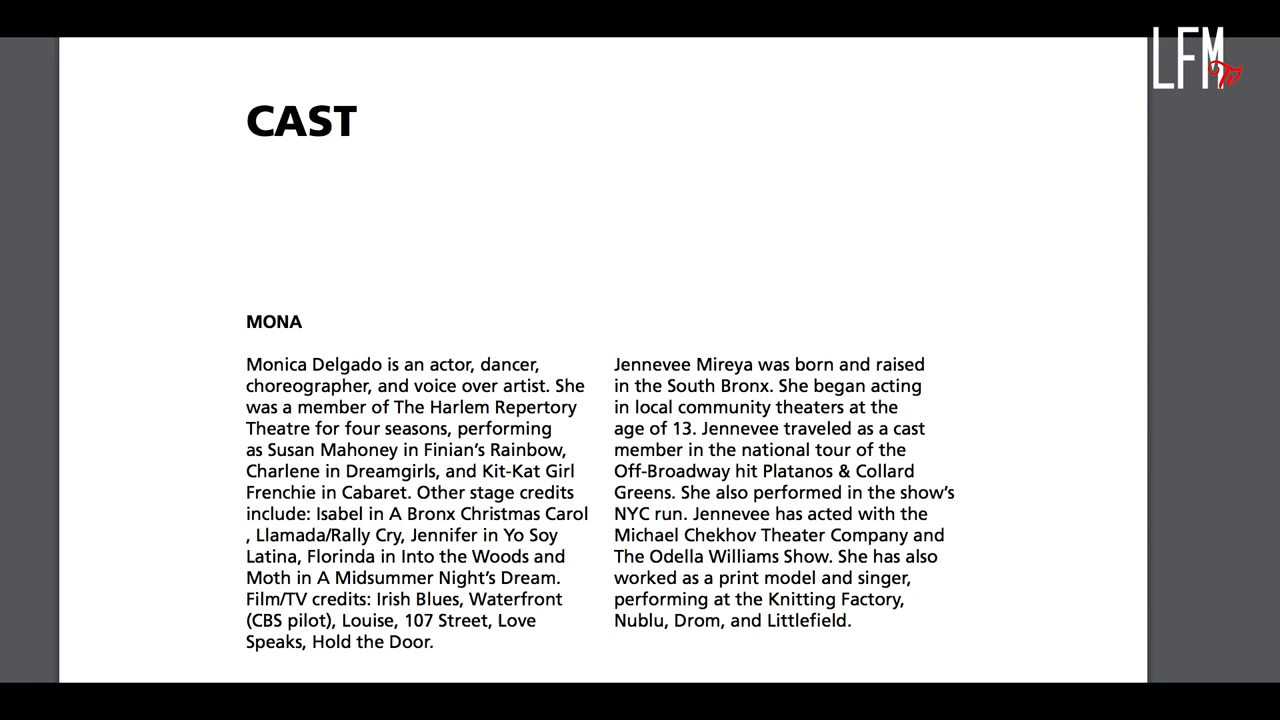 LFM
TV
CAST
MONA
Monica Delgado is an actor, dancer,
choreographer, and voice over artist. She
was a member of The Harlem Repertory
Theatre for four seasons, performing
as Susan Mahoney in Finian’s Rainbow,
Charlene in Dreamgirls, and Kit-Kat Girl
Frenchie in Cabaret. Other stage credits
include: Isabel in A Bronx Christmas Carol
, Llamada/Rally Cry, Jennifer in Yo Soy
Latina, Florinda in Into the Woods and
Moth in A Midsummer Night’s Dream.
Film/TV credits: Irish Blues, Waterfront
(CBS pilot), Louise, 107 Street, Love
Speaks, Hold the Door.
Jennevee Mireya was born and raised
in the South Bronx. She began acting
in local community theaters at the
age of 13. Jennevee traveled as a cast
member in the national tour of the
Off-Broadway hit Platanos & Collard
Greens. She also performed in the show’s
NYC run. Jennevee has acted with the
Michael Chekhov Theater Company and
The Odella Williams Show. She has also
worked as a print model and singer,
performing at the Knitting Factory,
Nublu, Drom, and Littlefield.